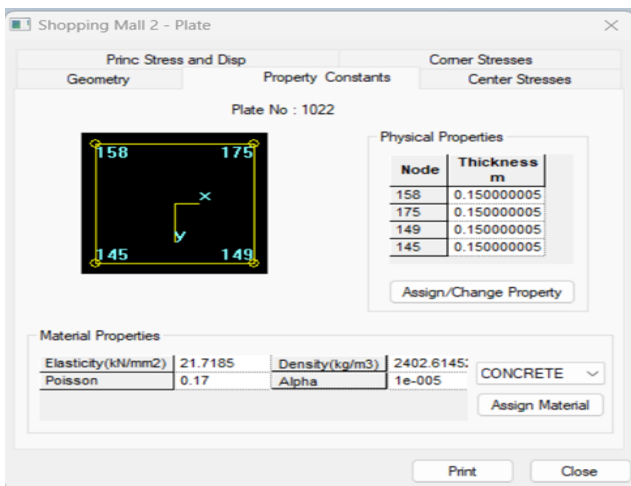 Shopping Mall 2 - Plate
Princ Stress and Disp Corner Stresses
Geometry Property Constants Center Stresses
Plate No : 1022
158 175
x
y
145 149
Physical Properties
Node Thickness m
158 0.150000005
175 0.150000005
149 0.150000005
145 0.150000005
Assign/Change Property
Material Properties
Elasticity(kN/mm2) 21.7185 Density(kg/m3) 2402.61452
Poisson 0.17 Alpha 1e-005
CONCRETE
Assign Material
Print Close